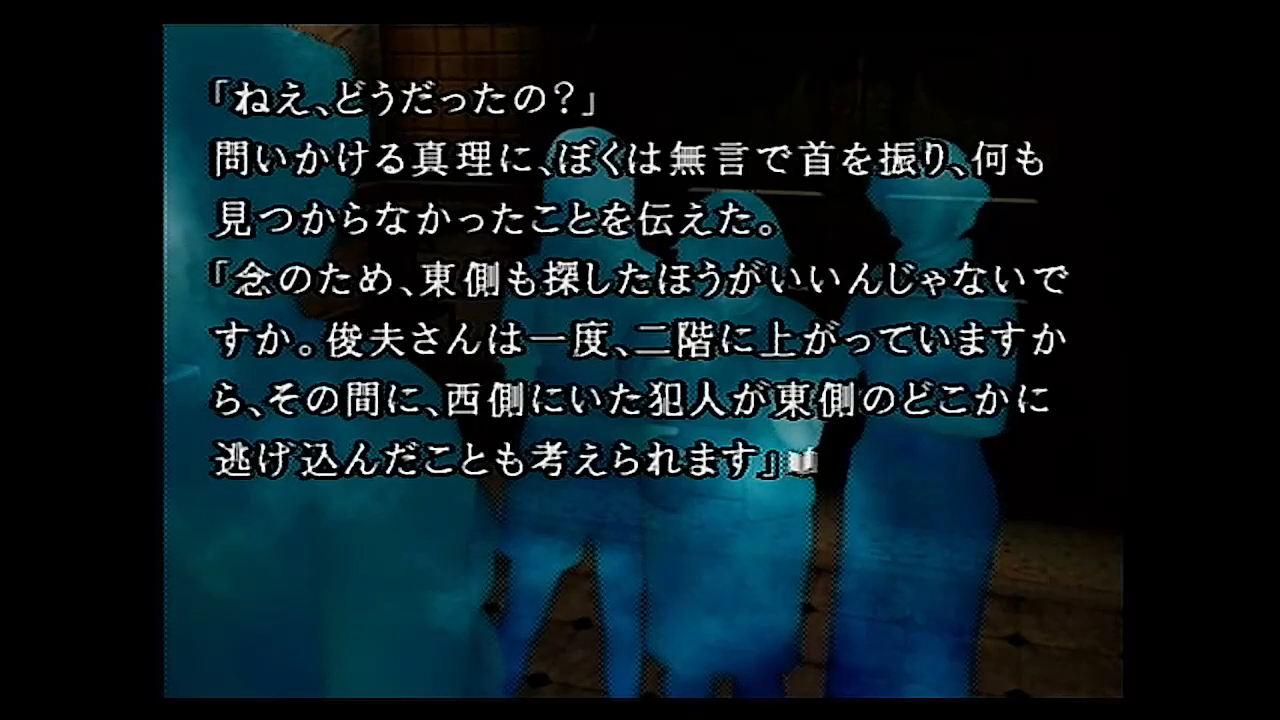 「ねえ、どうだったの？」
問いかける真理に、ぼくは無言で首を振り、何も
見つからなかったことを伝えた。
「念のため、東側も探したほうがいいんじゃないで
すか。俊夫さんは一度、二階に上がっていますか
ら、その間に、西側にいた犯人が東側のどこかに
逃げ込んだことも考えられます」